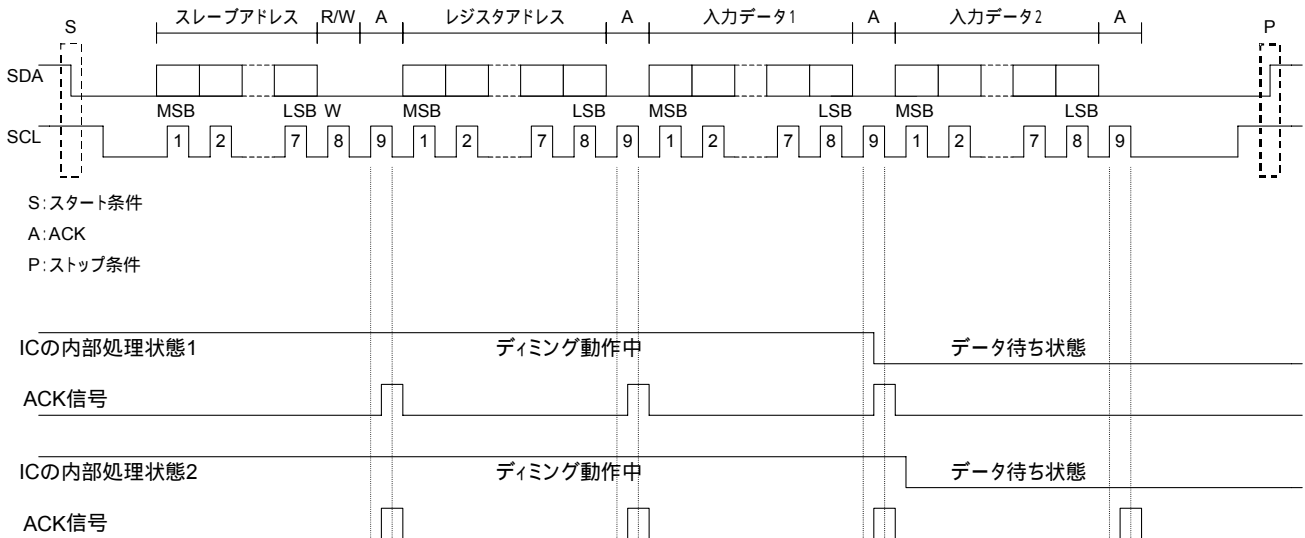 スレーブアドレス R/W A レジスタアドレス A 入力データ1 A 入力データ2 A
S P
SDA
MSB LSB W MSB LSB MSB LSB MSB LSB
SCL 1 2 7 8 9 1 2 7 8 9 1 2 7 8 9 1 2 7 8 9
S:スタート条件
A:ACK
P:ストップ条件
ICの内部処理状態1 ディミング動作中 データ待ち状態
ACK信号
ICの内部処理状態2 ディミング動作中 データ待ち状態
ACK信号